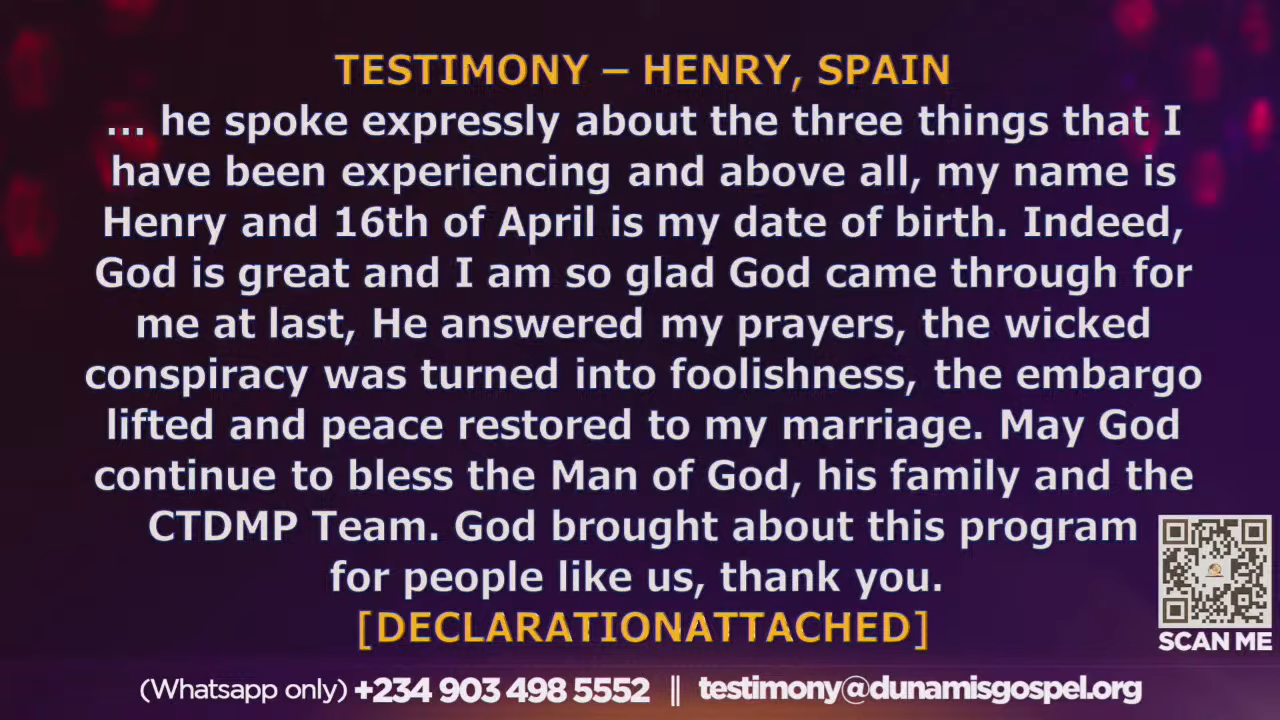 TESTIMONY – HENRY, SPAIN
... he spoke expressly about the three things that I
have been experiencing and above all, my name is
Henry and 16th of April is my date of birth. Indeed,
God is great and I am so glad God came through for
me at last, He answered my prayers, the wicked
conspiracy was turned into foolishness, the embargo
lifted and peace restored to my marriage. May God
continue to bless the Man of God, his family and the
CTDMP Team. God brought about this program
for people like us, thank you.
[DECLARATIONATTACHED]
SCAN ME
(Whatsapp only) +234 903 498 5552 || testimony@dunamisgospel.org